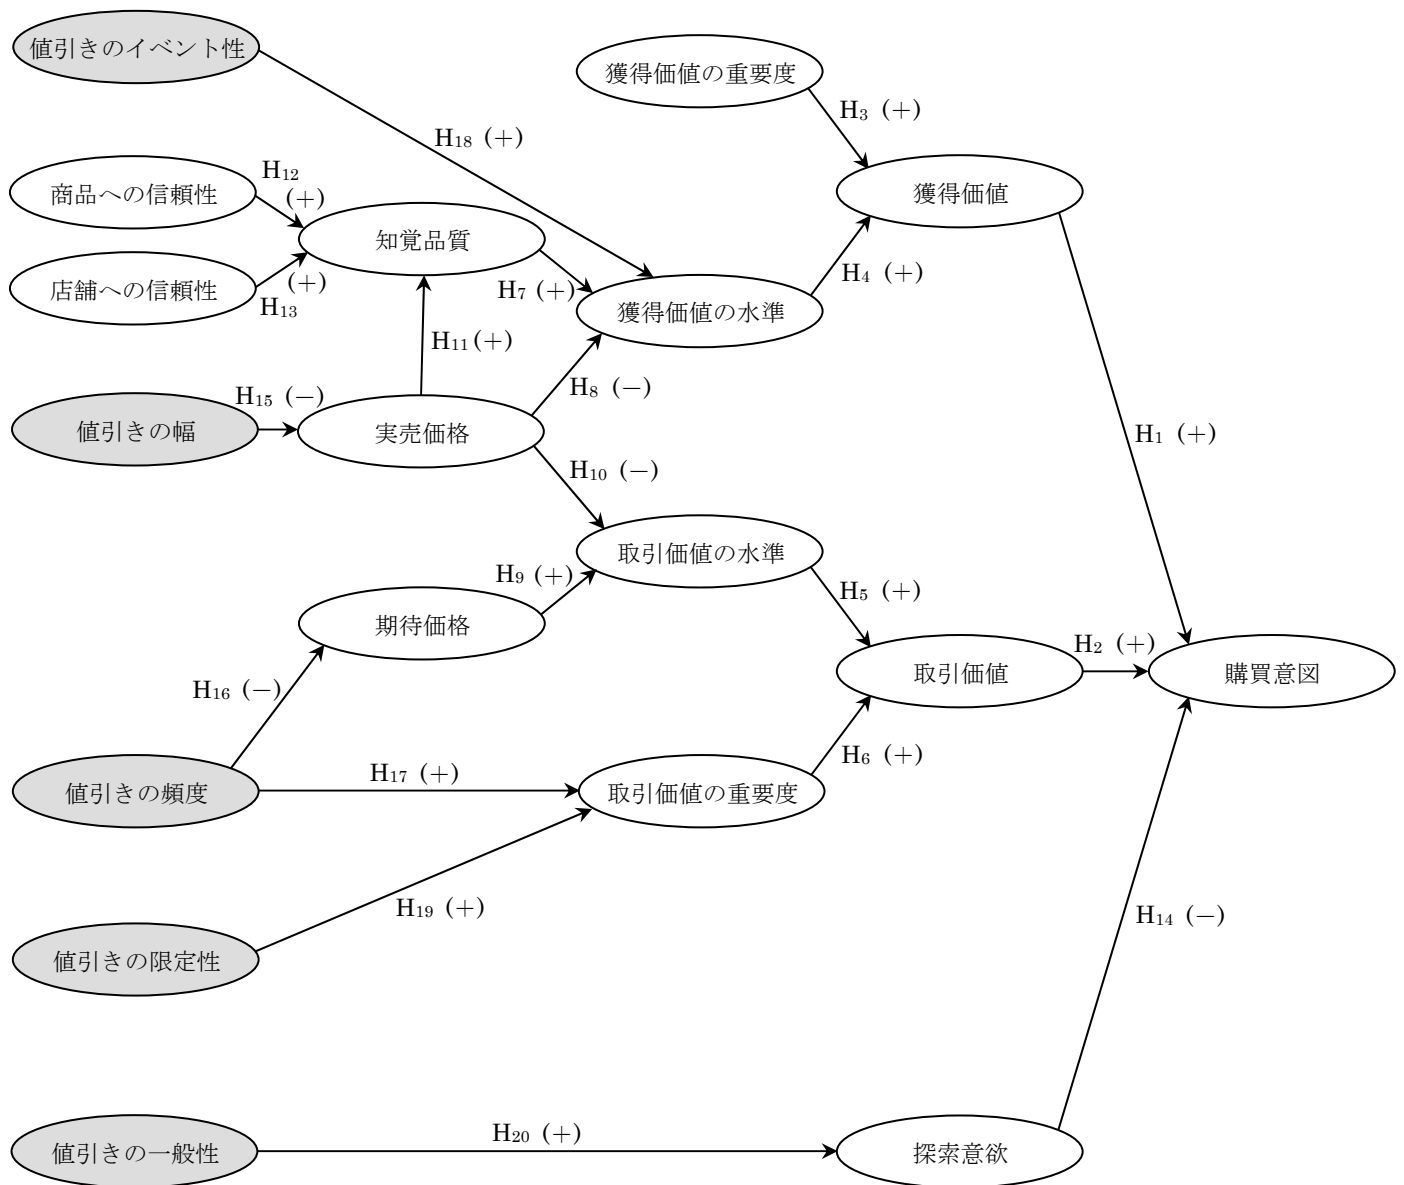 値引きのイベント性
獲得価値の重要度
H₃ (+)
H₁₈ (+)
商品への信頼性
H₁₂
(+)
獲得価値
知覚品質
店舗への信頼性
(+)
H₁₃
H₇ (+)
H₄ (+)
獲得価値の水準
H₁₁ (+)
H₈ (−)
H₁₅ (−)
値引きの幅
実売価格
H₁ (+)
H₁₀ (−)
取引価値の水準
H₉ (+)
H₅ (+)
期待価格
H₂ (+)
取引価値
購買意図
H₁₆ (−)
H₆ (+)
H₁₇ (+)
値引きの頻度
取引価値の重要度
H₁₉ (+)
H₁₄ (−)
値引きの限定性
H₂₀ (+)
値引きの一般性
探索意欲